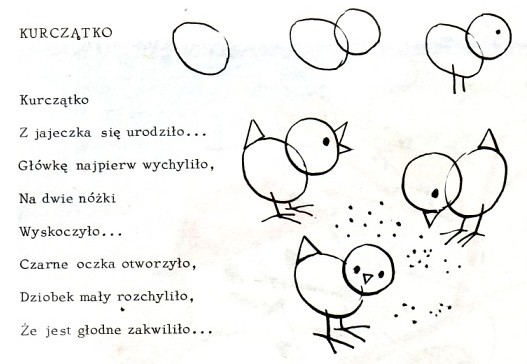 KURCZĄTKO
Kurczątko
Z jajeczka się urodziło...
Główkę najpierw wychyliło,
Na dwie nóżki
Wyskoczyło...
Czarne oczka otworzyło,
Dziobek mały rozchyliło,
Że jest głodne zakwiliło...